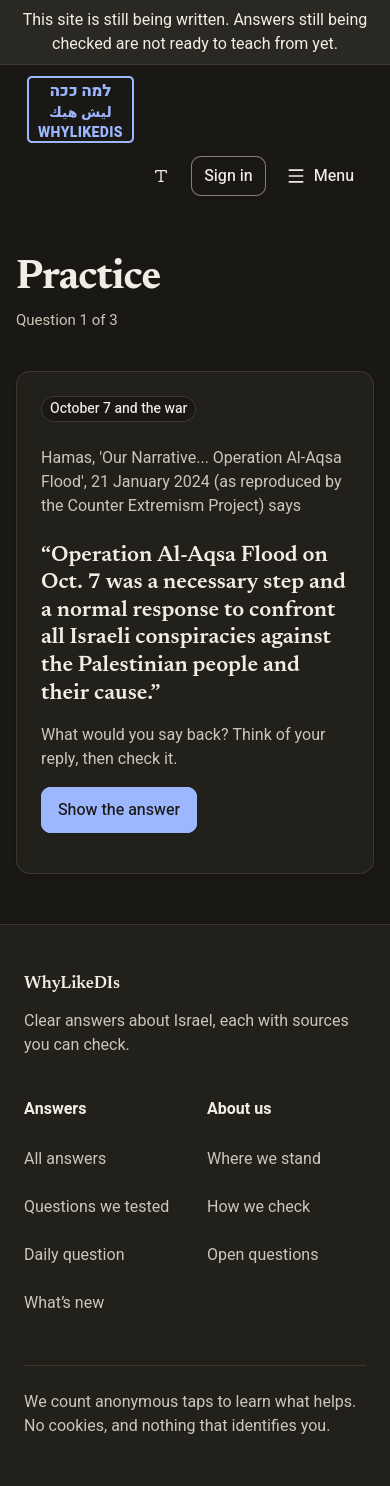 This site is still being written. Answers still being
checked are not ready to teach from yet.
למה ככה
ليش هيك
WHYLIKEDIS
Sign in
Menu
Practice
Question 1 of 3
October 7 and the war
Hamas, 'Our Narrative... Operation Al-Aqsa
Flood', 21 January 2024 (as reproduced by
the Counter Extremism Project) says
“Operation Al-Aqsa Flood on
Oct. 7 was a necessary step and
a normal response to confront
all Israeli conspiracies against
the Palestinian people and
their cause.”
What would you say back? Think of your
reply, then check it.
Show the answer
WhyLikeDIs
Clear answers about Israel, each with sources
you can check.
Answers
About us
All answers
Where we stand
Questions we tested
How we check
Daily question
Open questions
What’s new
We count anonymous taps to learn what helps.
No cookies, and nothing that identifies you.